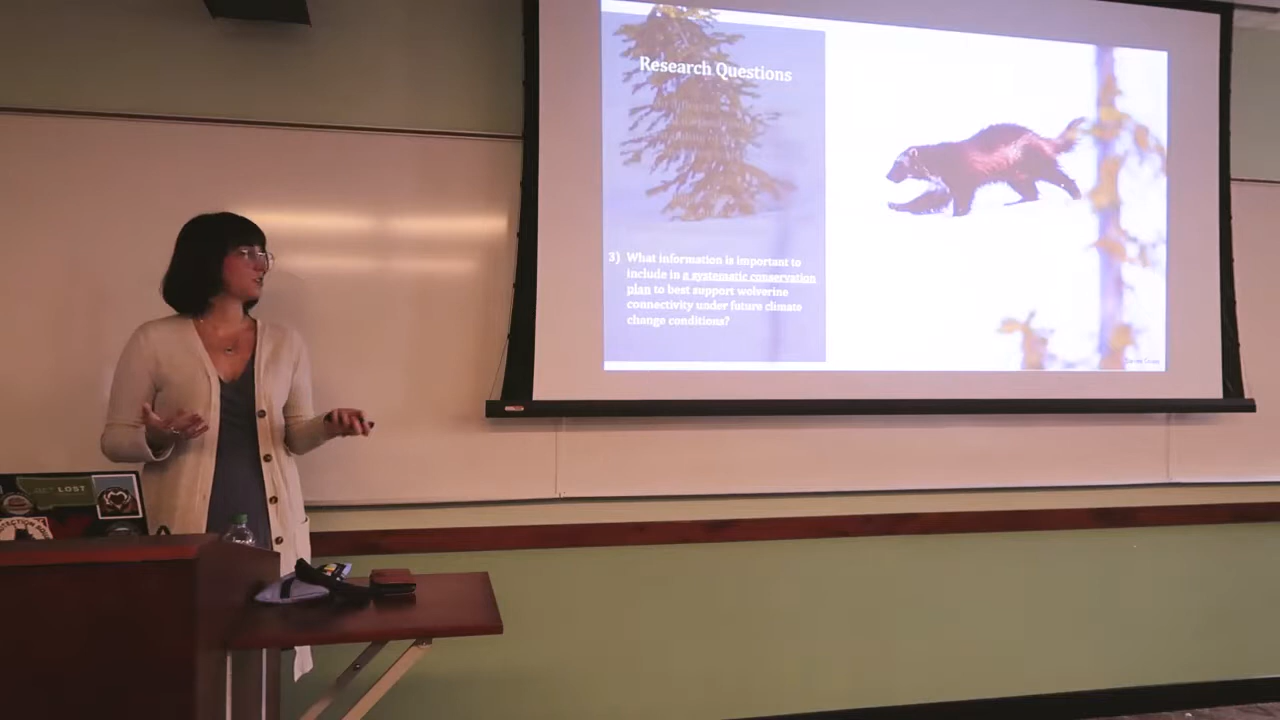 Research Questions
3) What information is important to
include in a systematic conservation
plan to best support wolverine
connectivity under future climate
change conditions?
LOST